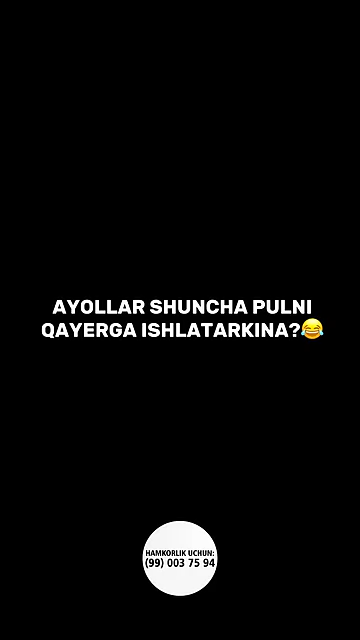 AYOLLAR SHUNCHA PULNI
QAYERGA ISHLATARKINA?😂
HAMKORLIK UCHUN:
(99) 003 75 94